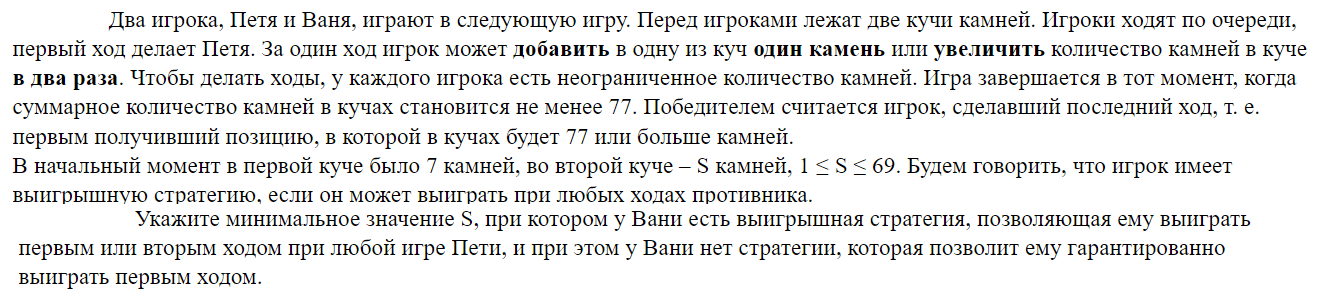 Два игрока, Петя и Ваня, играют в следующую игру. Перед игроками лежат две кучи камней. Игроки ходят по очереди,
первый ход делает Петя. За один ход игрок может добавить в одну из куч один камень или увеличить количество камней в куче
в два раза. Чтобы делать ходы, у каждого игрока есть неограниченное количество камней. Игра завершается в тот момент, когда
суммарное количество камней в кучах становится не менее 77. Победителем считается игрок, сделавший последний ход, т. е.
первым получивший позицию, в которой в кучах будет 77 или больше камней.
В начальный момент в первой куче было 7 камней, во второй куче – S камней, 1 ≤ S ≤ 69. Будем говорить, что игрок имеет
выигрышную стратегию, если он может выиграть при любых ходах противника.
Укажите минимальное значение S, при котором у Вани есть выигрышная стратегия, позволяющая ему выиграть
первым или вторым ходом при любой игре Пети, и при этом у Вани нет стратегии, которая позволит ему гарантированно
выиграть первым ходом.